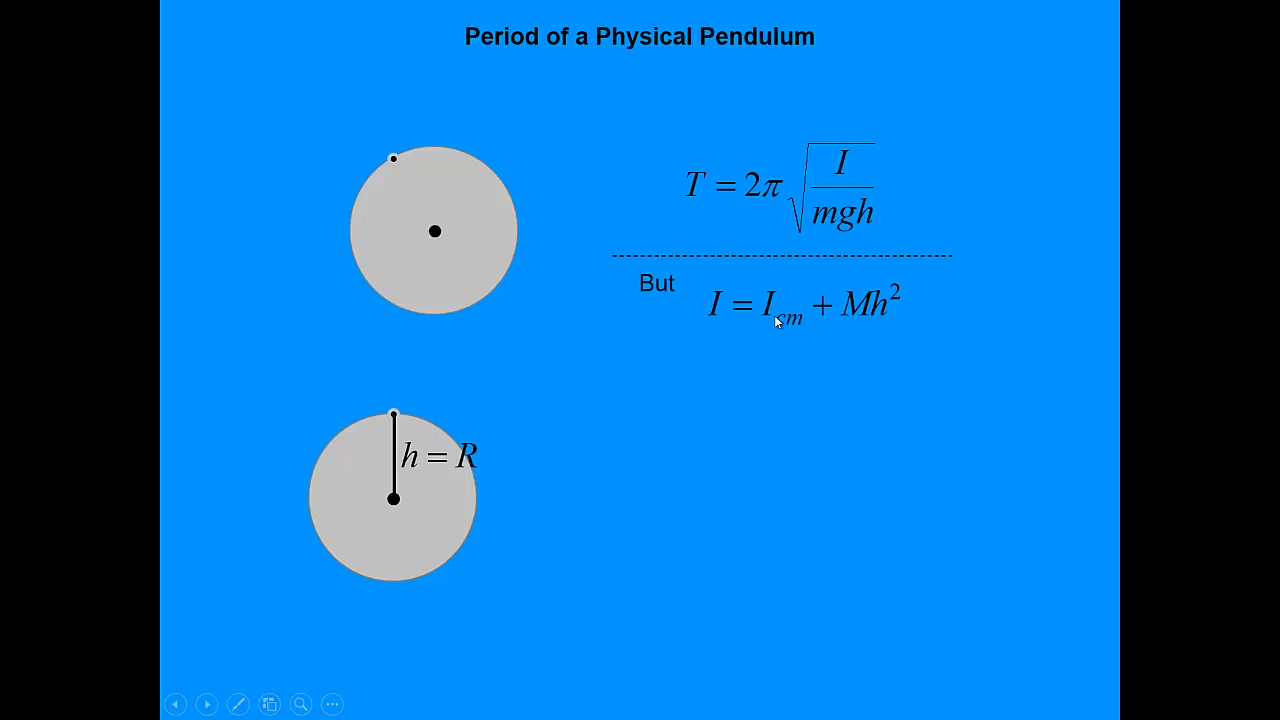 Period of a Physical Pendulum
T = 2π√(I/mgh)
But
I = I_cm + Mh²
h = R